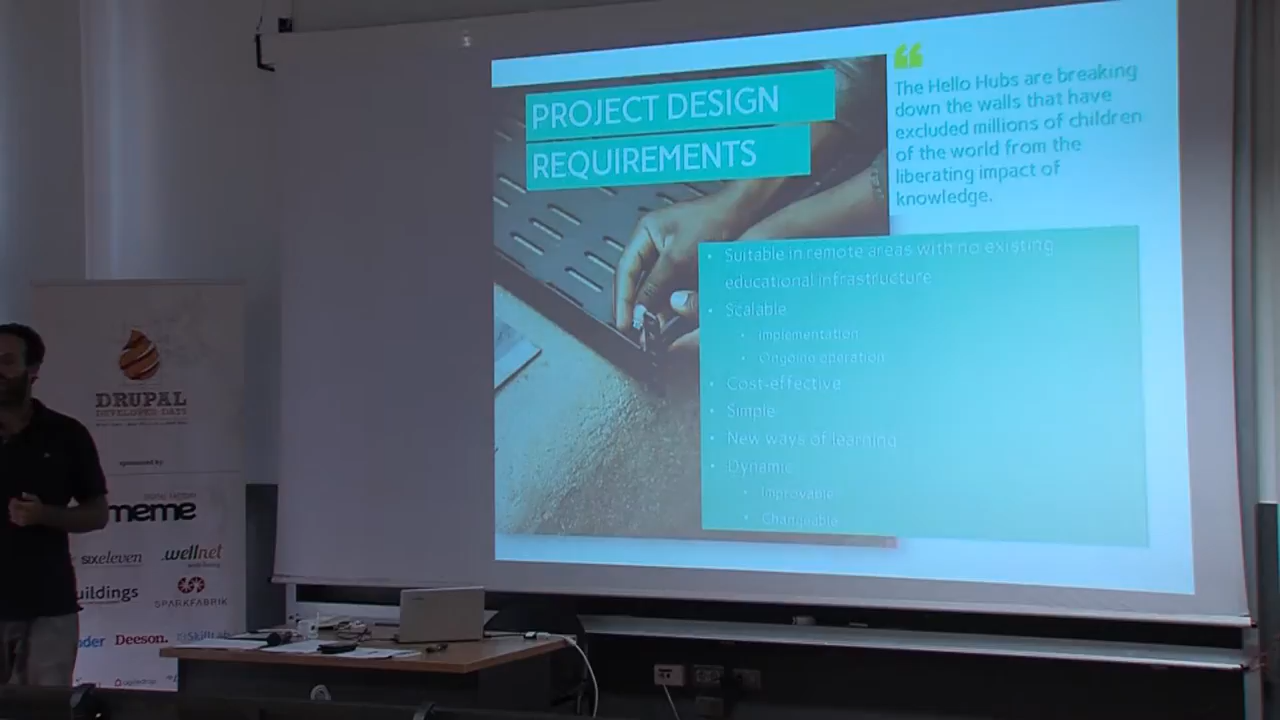 PROJECT DESIGN
REQUIREMENTS
The Hello Hubs are breaking
down the walls that have
excluded millions of children
of the world from the
liberating impact of
knowledge.
• Suitable in remote areas with no existing
educational infrastructure
• Scalable
• Implementation
• Ongoing operation
• Cost-effective
• Simple
• New ways of learning
• Dynamic
• Improvable
• Changeable
DRUPAL
DEVELOPER DAYS
sponsored by
meme
sixeleven
.wellnet
uildings
SPARKFABRIK
Deeson.